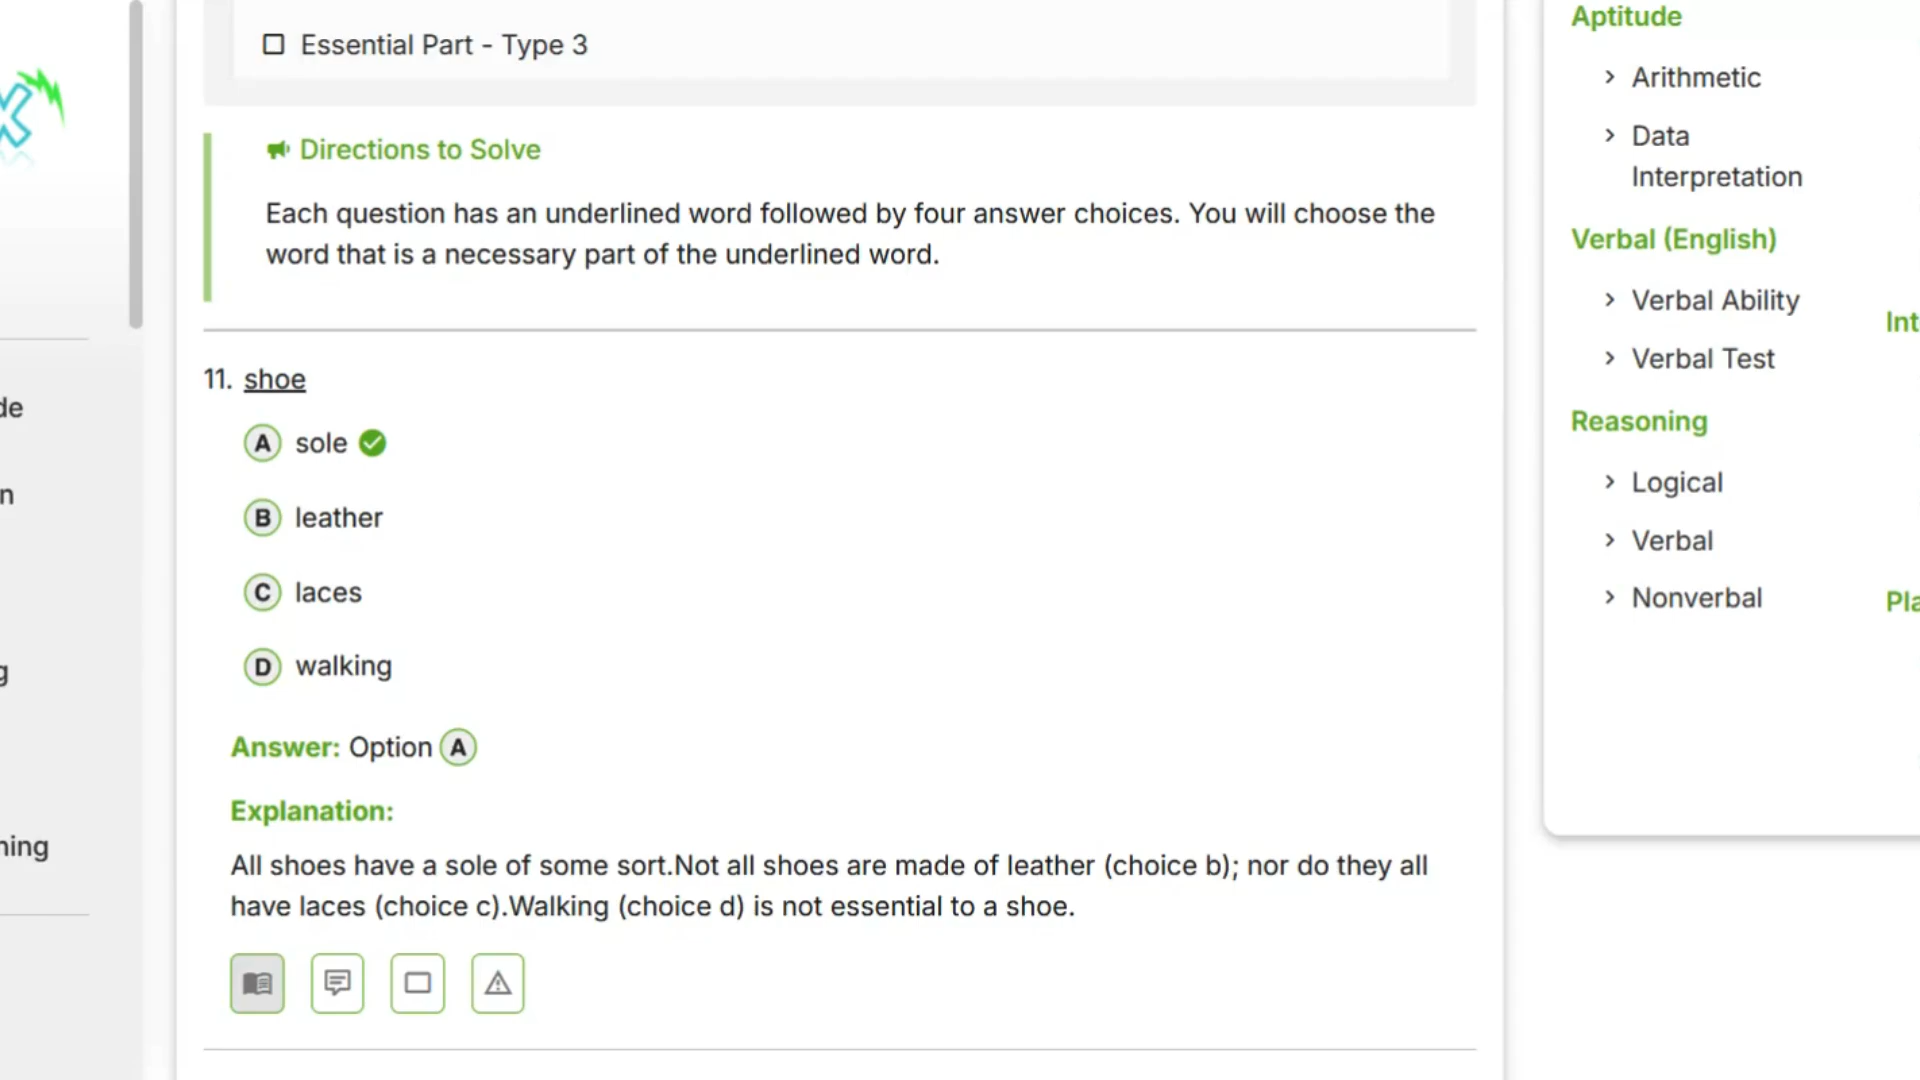 Essential Part - Type 3
Directions to Solve
Each question has an underlined word followed by four answer choices. You will choose the
word that is a necessary part of the underlined word.
11. shoe
A sole
B leather
C laces
D walking
Answer: Option A
Explanation:
All shoes have a sole of some sort.Not all shoes are made of leather (choice b); nor do they all
have laces (choice c).Walking (choice d) is not essential to a shoe.
Aptitude
Arithmetic
Data
Interpretation
Verbal (English)
Verbal Ability
Verbal Test
Reasoning
Logical
Verbal
Nonverbal
de
n
g
ning
Int
Pla